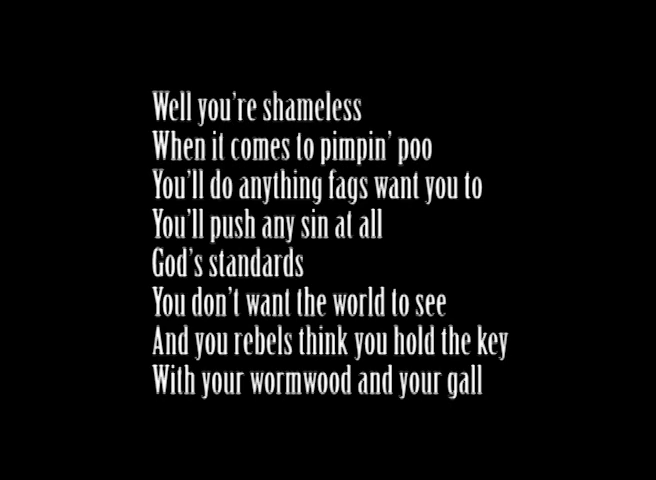 Well you're shameless
When it comes to pimpin' poo
You'll do anything fags want you to
You'll push any sin at all
God's standards
You don't want the world to see
And you rebels think you hold the key
With your wormwood and your gall